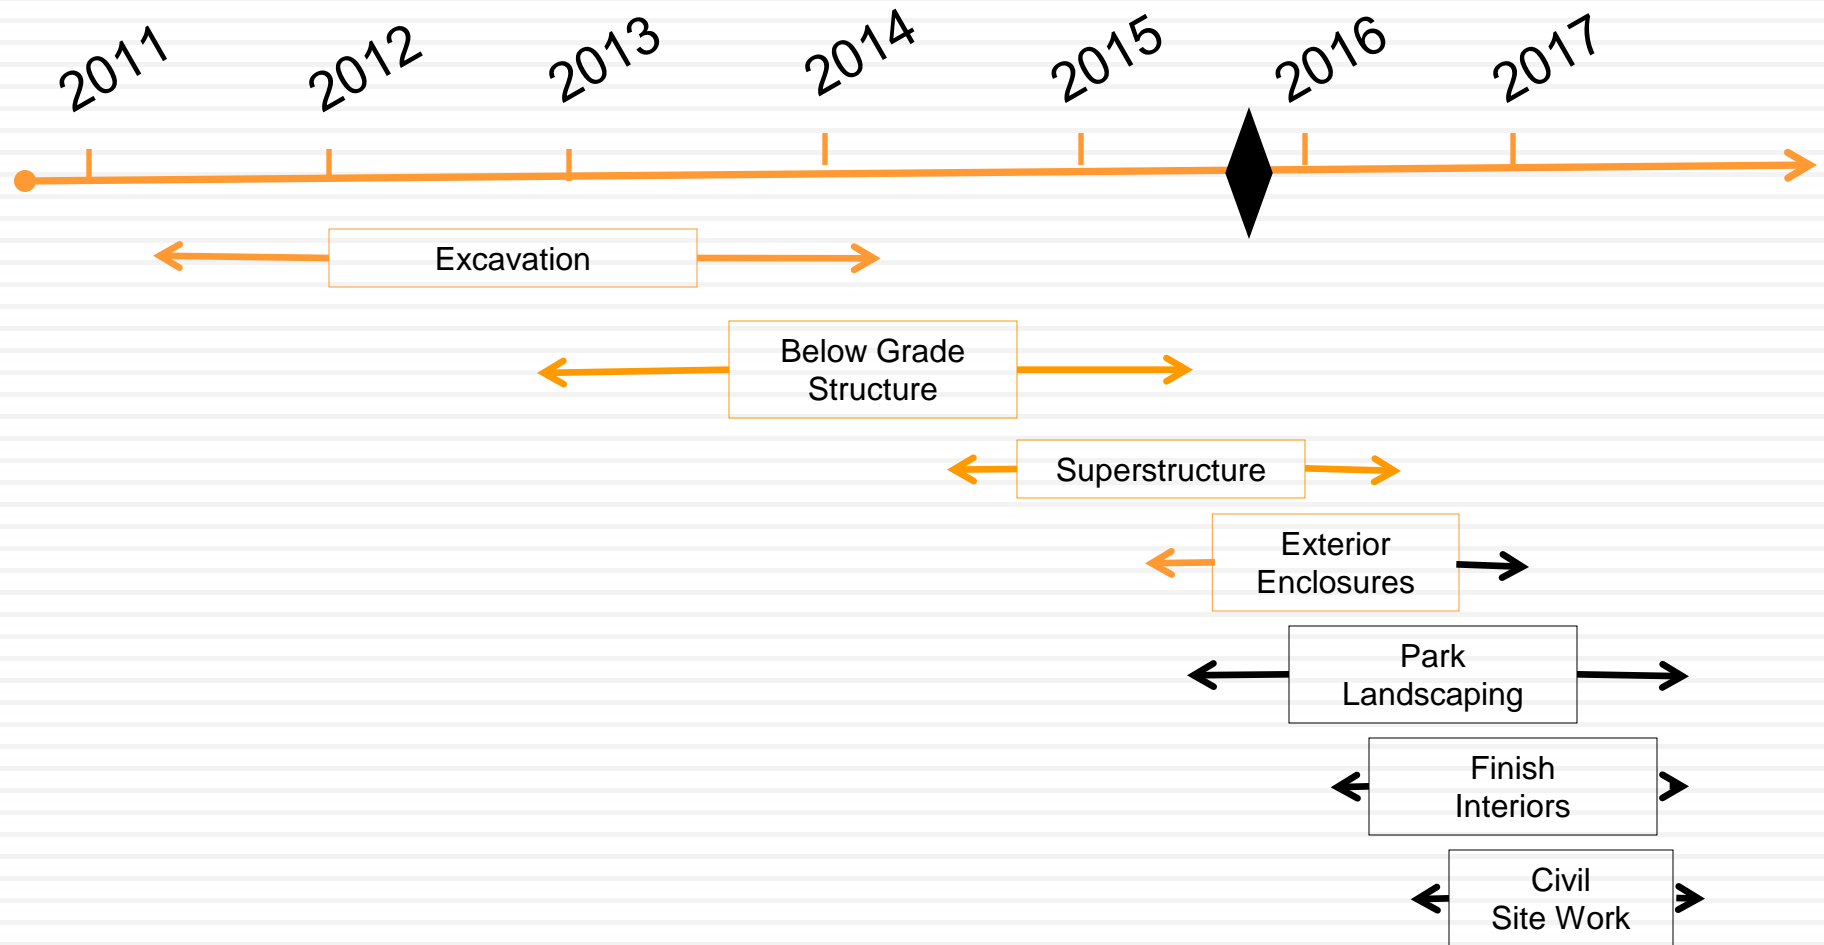 2011
2012
2013
2014
2015
2016
2017
Excavation
Below Grade
Structure
Superstructure
Exterior
Enclosures
Park
Landscaping
Finish
Interiors
Civil
Site Work